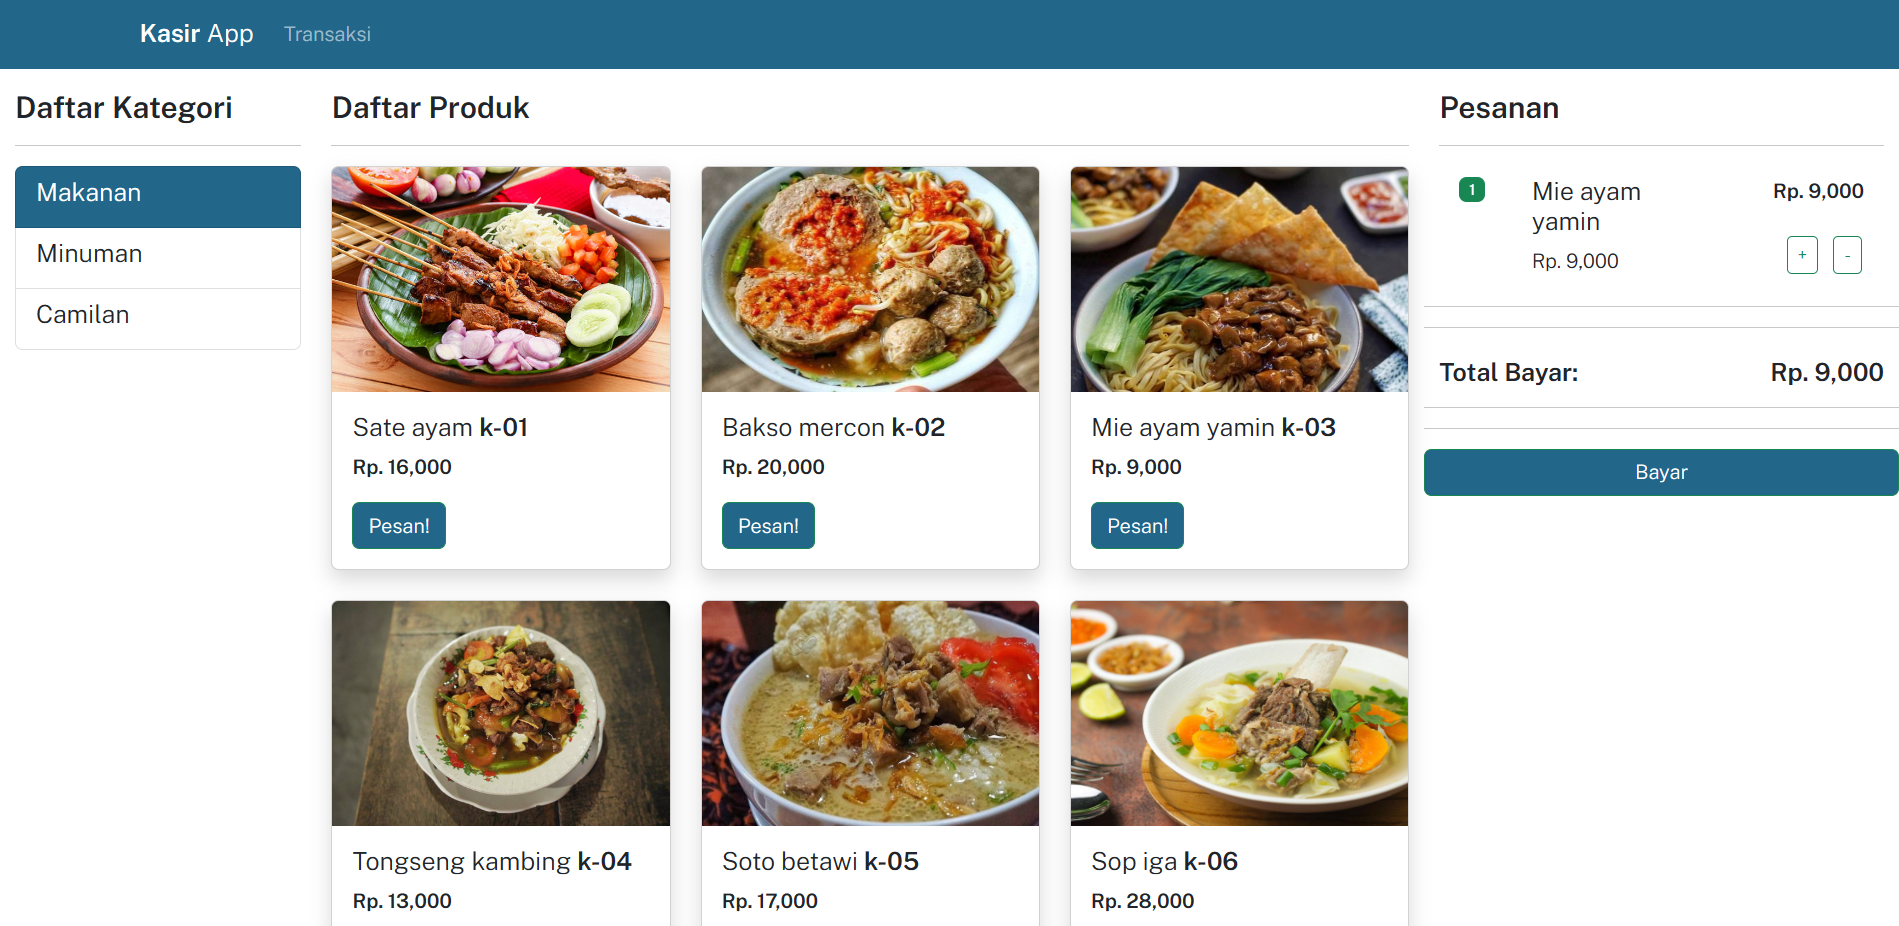 Kasir App Transaksi
Daftar Kategori
Makanan
Minuman
Camilan
Daftar Produk
Sate ayam k-01
Rp. 16,000
Pesan!
Bakso mercon k-02
Rp. 20,000
Pesan!
Mie ayam yamin k-03
Rp. 9,000
Pesan!
Tongseng kambing k-04
Rp. 13,000
Soto betawi k-05
Rp. 17,000
Sop iga k-06
Rp. 28,000
Pesanan
1
Mie ayam
yamin
Rp. 9,000
Rp. 9,000
+ -
Total Bayar: Rp. 9,000
Bayar